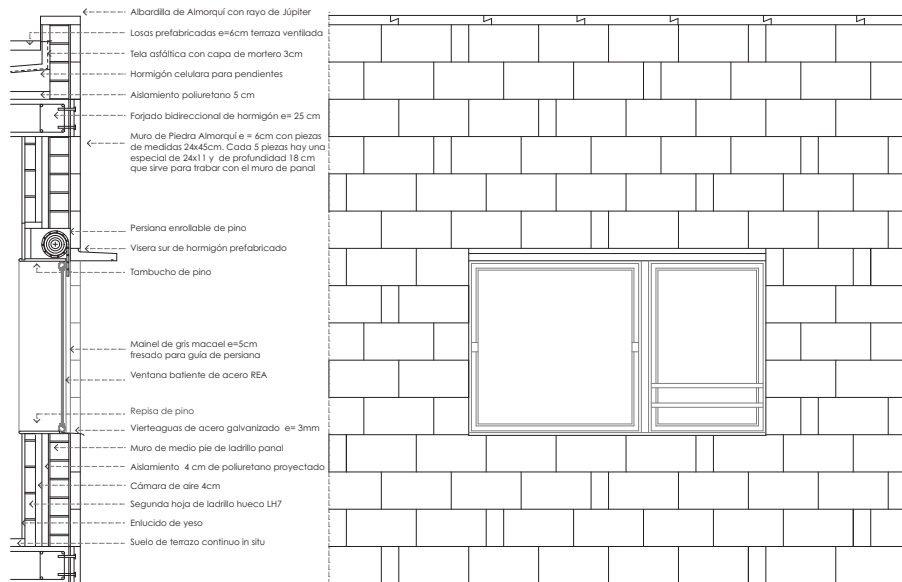 Albardilla de Almorquí con rayo de Júpiter
Losas prefabricadas e=6cm terraza ventilada
Tela asfáltica con capa de mortero 3cm
Hormigón celulara para pendientes
Aislamiento poliuretano 5 cm
Forjado bidireccional de hormigón e= 25 cm
Muro de Piedra Almorquí e = 6cm con piezas
de medidas 24x45cm. Cada 5 piezas hay una
especial de 24x11 y de profundidad 18 cm
que sirve para trabar con el muro de panal
Persiana enrollable de pino
Visera sur de hormigón prefabricado
Tambucho de pino
Mainel de gris macael e=5cm
fresado para guía de persiana
Ventana batiente de acero REA
Repisa de pino
Vierteaguas de acero galvanizado e= 3mm
Muro de medio pie de ladrillo panal
Aislamiento 4 cm de poliuretano proyectado
Cámara de aire 4cm
Segunda hoja de ladrillo hueco LH7
Enlucido de yeso
Suelo de terrazo continuo in situ